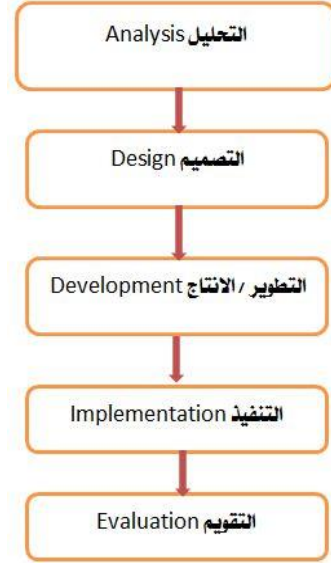 التحليل Analysis
التصميم Design
التطوير / الانتاج Development
التنفيذ Implementation
التقويم Evaluation